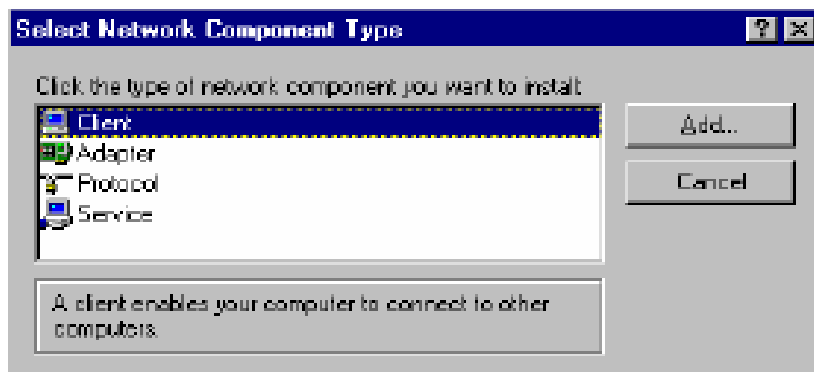 Select Network Component Type
Click the type of network component you want to install:
Client
Adapter
Protocol
Service
Add...
Cancel
A client enables your computer to connect to other
computers.